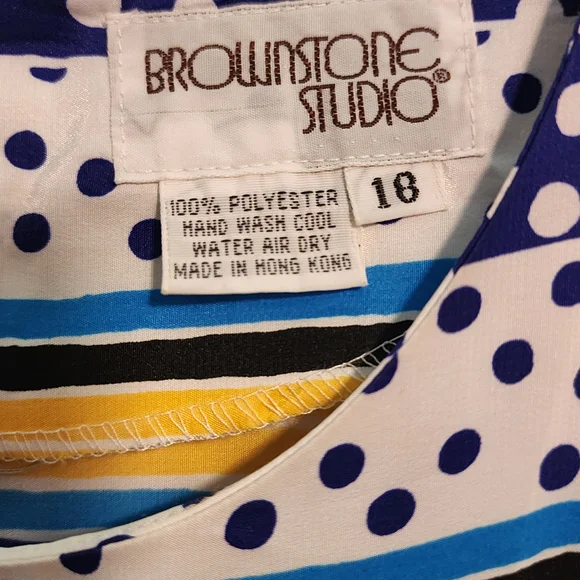 BROWNSTONE
STUDIO®
18
100% POLYESTER
HAND WASH COOL
WATER AIR DRY
MADE IN HONG KONG